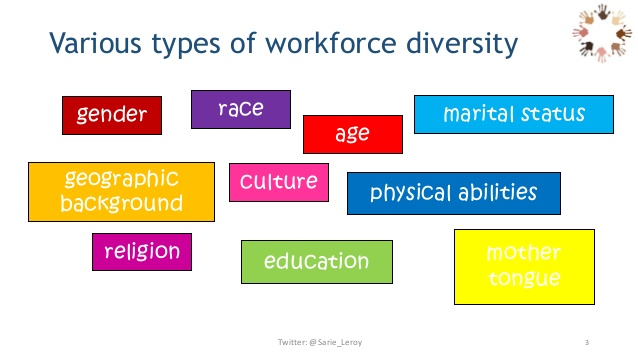 Various types of workforce diversity
gender
race
age
marital status
geographic
background
culture
physical abilities
religion
education
mother
tongue
Twitter: @Sarie_Leroy
3